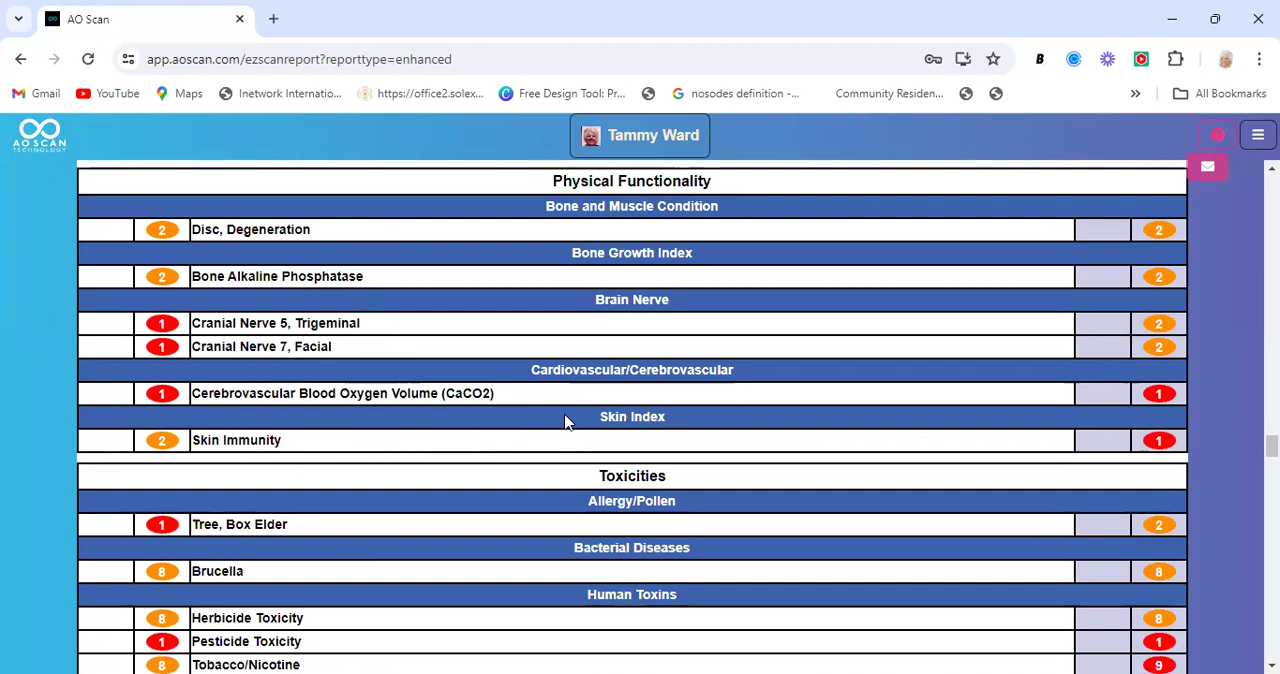 AO Scan
app.aoscan.com/ezscanreport?reporttype=enhanced
B
Gmail YouTube Maps Inetwork Internatio... https://office2.solex... Free Design Tool: Pr... nosodes definition -... Community Residen... All Bookmarks
AO SCAN
TECHNOLOGY
Tammy Ward
Physical Functionality
Bone and Muscle Condition
2 Disc, Degeneration 2
Bone Growth Index
2 Bone Alkaline Phosphatase 2
Brain Nerve
1 Cranial Nerve 5, Trigeminal 2
1 Cranial Nerve 7, Facial 2
Cardiovascular/Cerebrovascular
1 Cerebrovascular Blood Oxygen Volume (CaCO2) 1
Skin Index
2 Skin Immunity 1
Toxicities
Allergy/Pollen
1 Tree, Box Elder 2
Bacterial Diseases
8 Brucella 8
Human Toxins
8 Herbicide Toxicity 8
1 Pesticide Toxicity 1
8 Tobacco/Nicotine 9